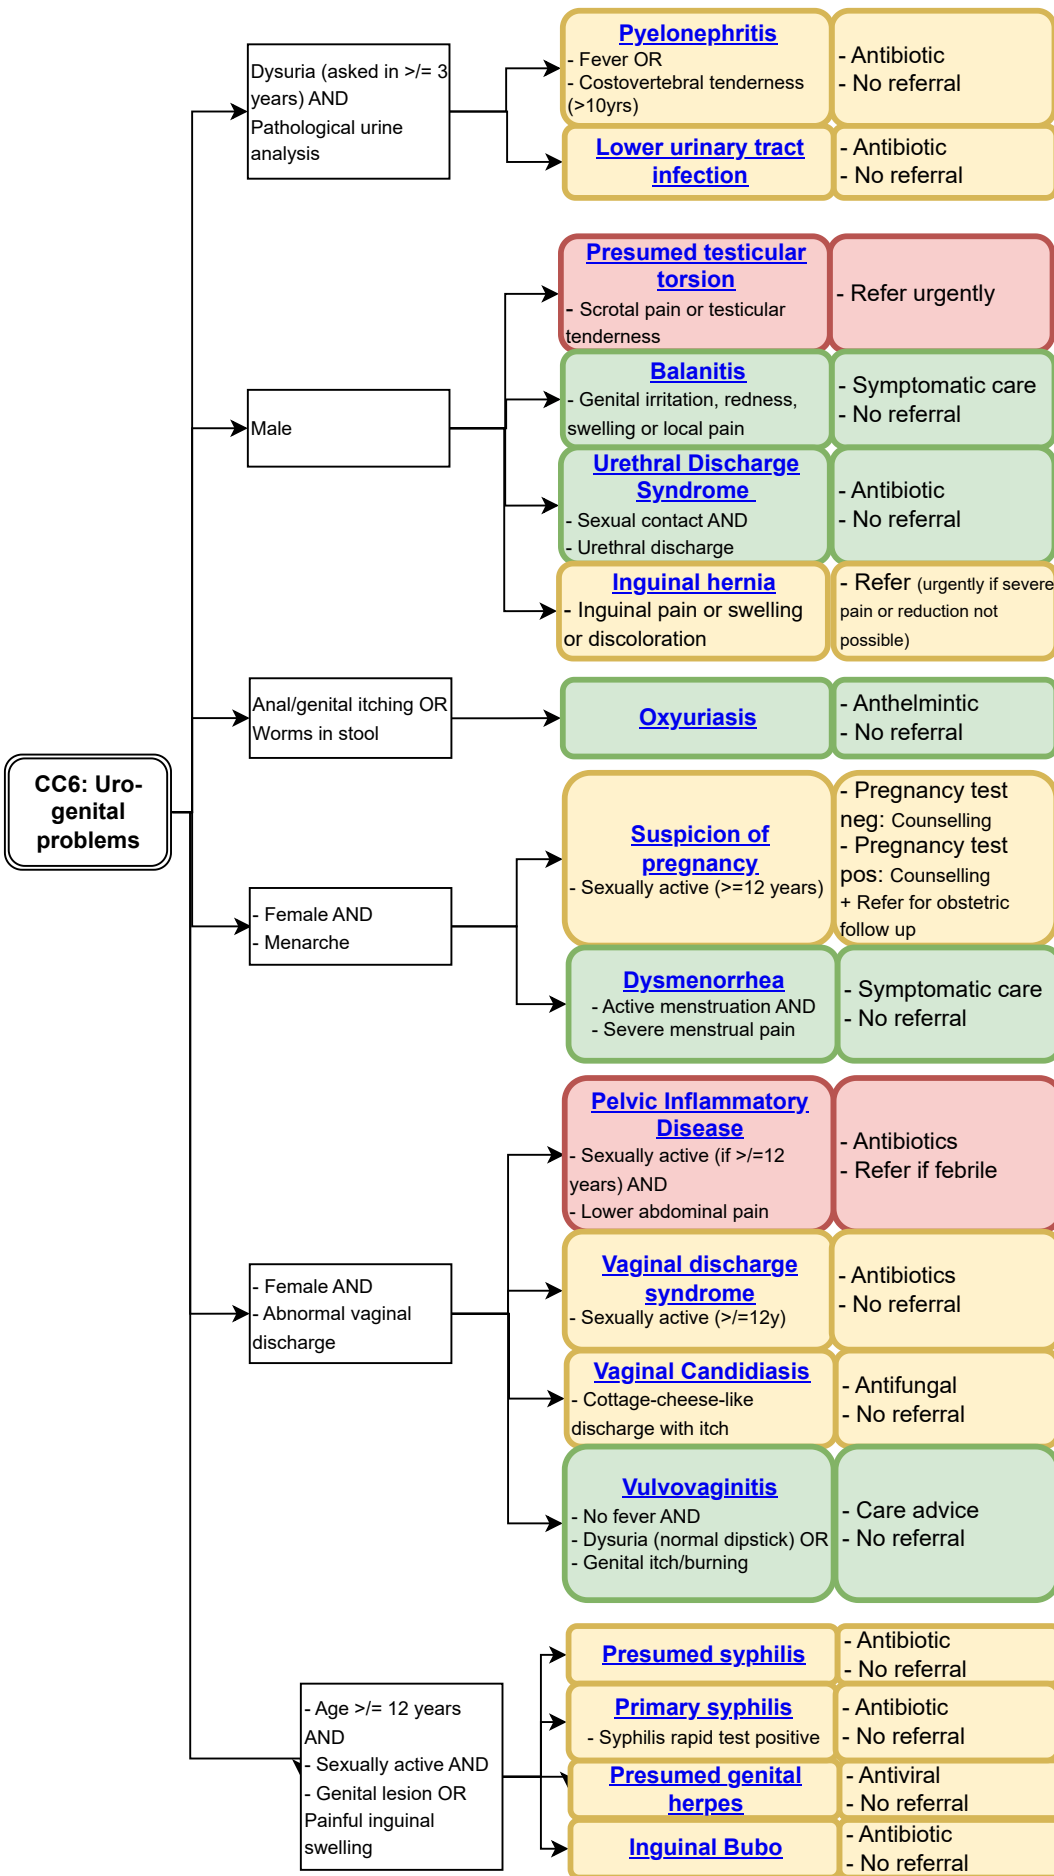 CC6: Uro-
genital
problems
Dysuria (asked in >/= 3
years) AND
Pathological urine
analysis
Pyelonephritis
- Fever OR
- Costovertebral tenderness
(>10yrs)
- Antibiotic
- No referral
Lower urinary tract
infection
- Antibiotic
- No referral
Male
Presumed testicular
torsion
- Scrotal pain or testicular
tenderness
- Refer urgently
Balanitis
- Genital irritation, redness,
swelling or local pain
- Symptomatic care
- No referral
Urethral Discharge
Syndrome
- Sexual contact AND
- Urethral discharge
- Antibiotic
- No referral
Inguinal hernia
- Inguinal pain or swelling
or discoloration
- Refer (urgently if severe
pain or reduction not
possible)
Anal/genital itching OR
Worms in stool
Oxyuriasis
- Anthelmintic
- No referral
- Female AND
- Menarche
Suspicion of
pregnancy
- Sexually active (>=12 years)
- Pregnancy test
neg: Counselling
- Pregnancy test
pos: Counselling
+ Refer for obstetric
follow up
Dysmenorrhea
- Active menstruation AND
- Severe menstrual pain
- Symptomatic care
- No referral
- Female AND
- Abnormal vaginal
discharge
Pelvic Inflammatory
Disease
- Sexually active (if >/=12
years) AND
- Lower abdominal pain
- Antibiotics
- Refer if febrile
Vaginal discharge
syndrome
- Sexually active (>/=12y)
- Antibiotics
- No referral
Vaginal Candidiasis
- Cottage-cheese-like
discharge with itch
- Antifungal
- No referral
Vulvovaginitis
- No fever AND
- Dysuria (normal dipstick) OR
- Genital itch/burning
- Care advice
- No referral
- Age >/= 12 years
AND
- Sexually active AND
- Genital lesion OR
Painful inguinal
swelling
Presumed syphilis
- Antibiotic
- No referral
Primary syphilis
- Syphilis rapid test positive
- Antibiotic
- No referral
Presumed genital
herpes
- Antiviral
- No referral
Inguinal Bubo
- Antibiotic
- No referral